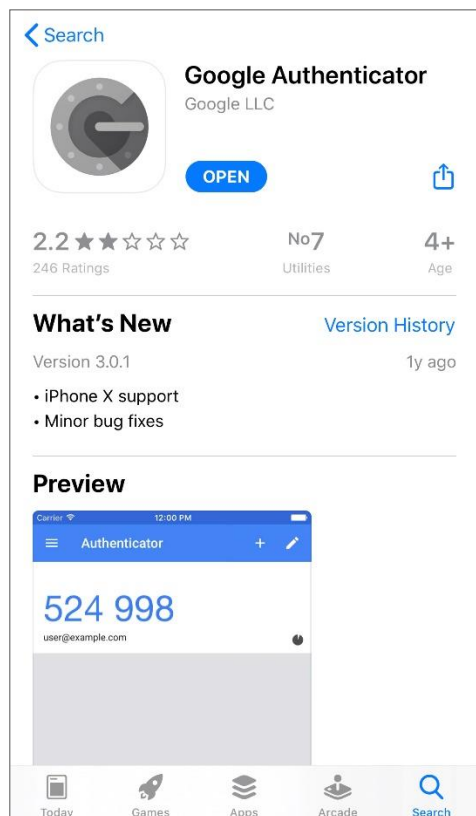 Search
Google Authenticator
Google LLC
OPEN
2.2
No7
4+
246 Ratings
Utilities
Age
What's New
Version History
Version 3.0.1
1y ago
• iPhone X support
• Minor bug fixes
Preview
Carrier
12:00 PM
Authenticator
524 998
user@example.com
Today
Games
Apps
Arcade
Search